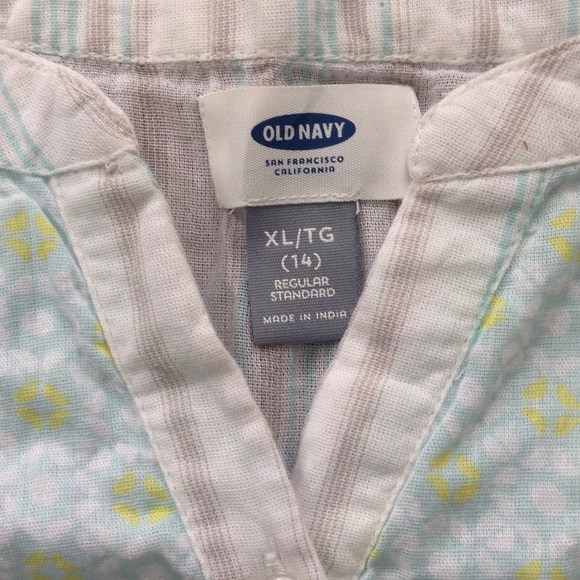 OLD NAVY
SAN FRANCISCO
CALIFORNIA
XL/TG
(14)
REGULAR
STANDARD
MADE IN INDIA